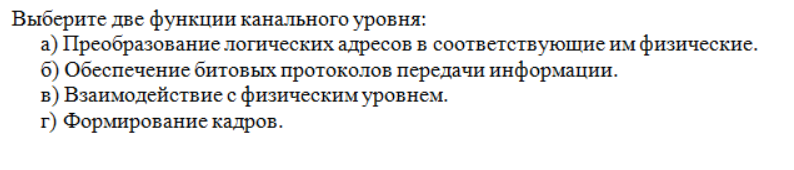 Выберите две функции канального уровня:
а) Преобразование логических адресов в соответствующие им физические.
б) Обеспечение битовых протоколов передачи информации.
в) Взаимодействие с физическим уровнем.
г) Формирование кадров.